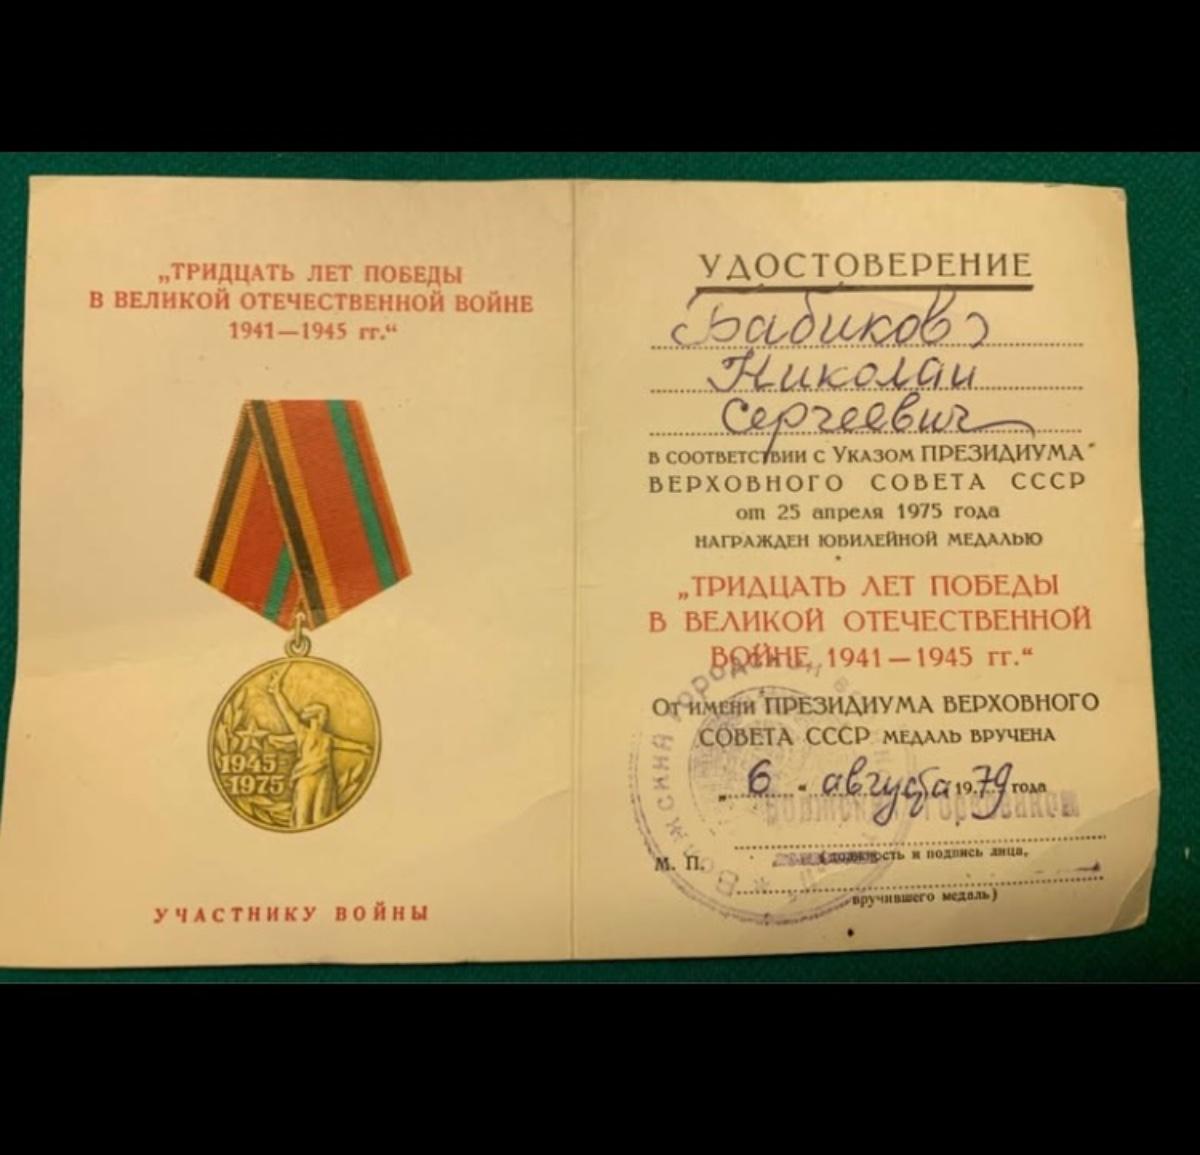 „ТРИДЦАТЬ ЛЕТ ПОБЕДЫ
В ВЕЛИКОЙ ОТЕЧЕСТВЕННОЙ ВОЙНЕ
1941—1945 гг.“
1945
1975
УЧАСТНИКУ ВОЙНЫ
УДОСТОВЕРЕНИЕ
Бабиков
Николай
Сергеевич
В СООТВЕТСТВИИ С УКАЗОМ ПРЕЗИДИУМА
ВЕРХОВНОГО СОВЕТА СССР
от 25 апреля 1975 года
НАГРАЖДЕН ЮБИЛЕЙНОЙ МЕДАЛЬЮ
„ТРИДЦАТЬ ЛЕТ ПОБЕДЫ
В ВЕЛИКОЙ ОТЕЧЕСТВЕННОЙ
ВОЙНЕ 1941—1945 гг.“
От имени ПРЕЗИДИУМА ВЕРХОВНОГО
СОВЕТА СССР МЕДАЛЬ ВРУЧЕНА
„ 6 “ августа 1979 года
М. П.
(должность и подпись лица,
вручившего медаль)